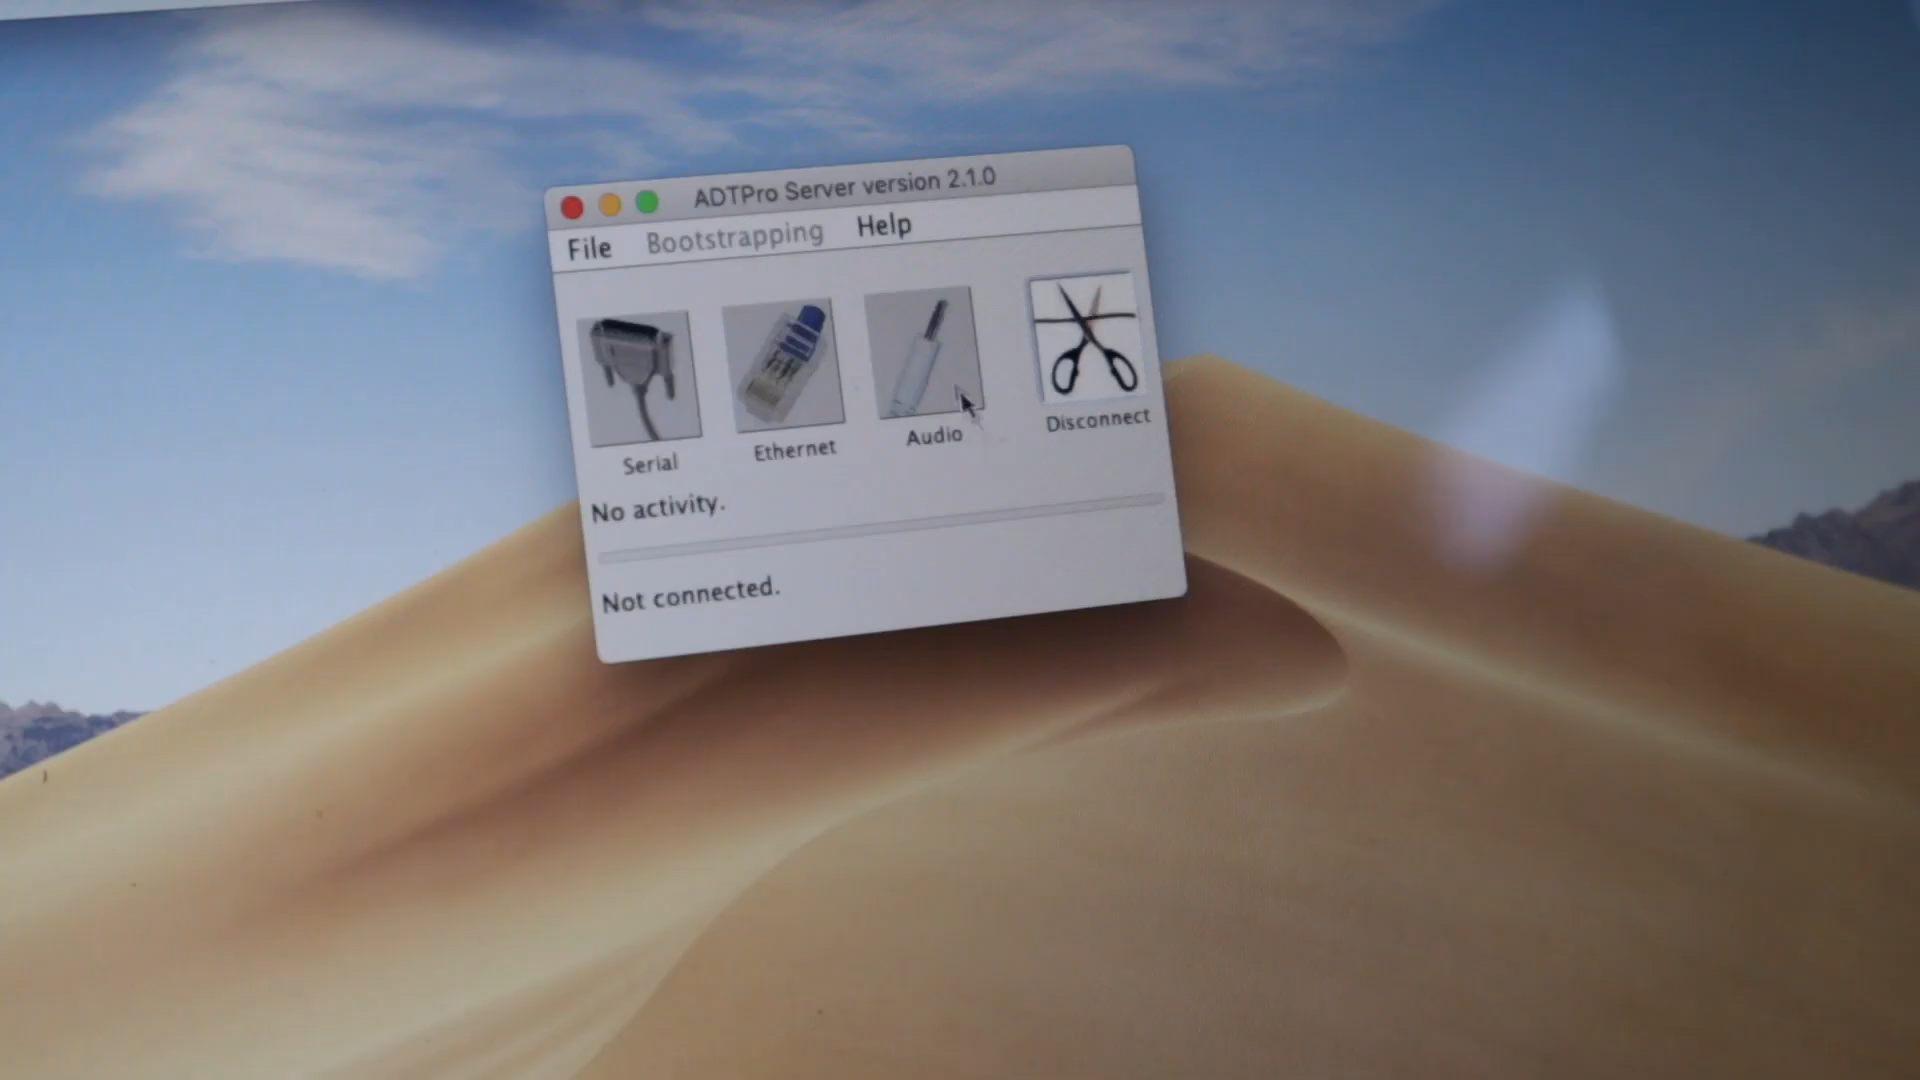 ADTPro Server version 2.1.0
File Bootstrapping Help
Serial Ethernet Audio Disconnect
No activity.
Not connected.